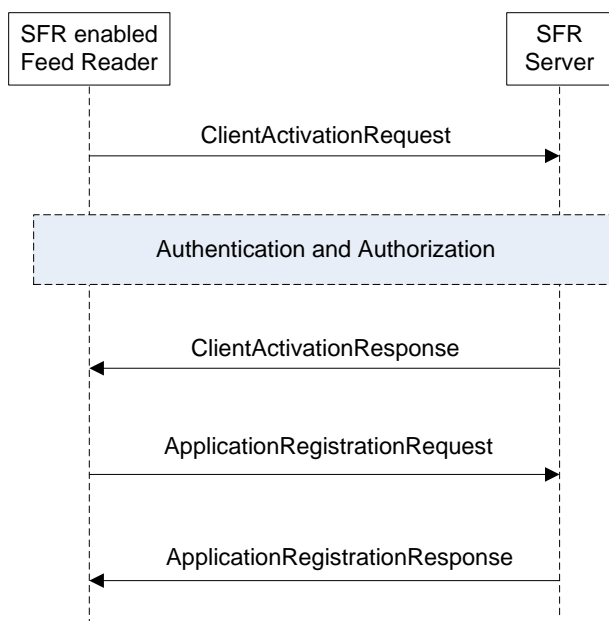 SFR enabled
Feed Reader
SFR
Server
ClientActivationRequest
Authentication and Authorization
ClientActivationResponse
ApplicationRegistrationRequest
ApplicationRegistrationResponse